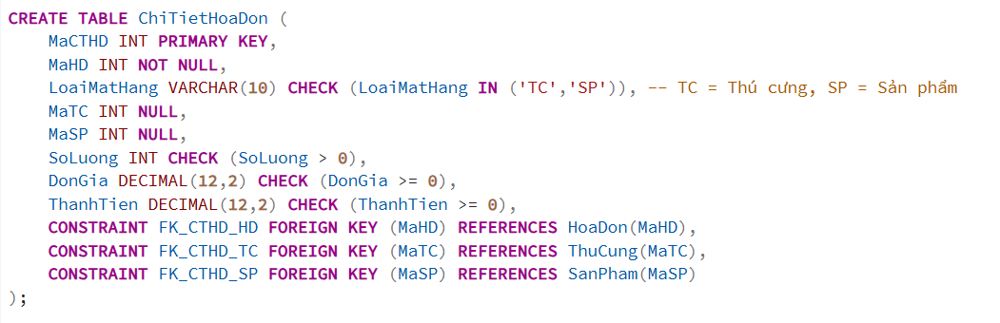 CREATE TABLE ChiTietHoaDon (
    MaCTHD INT PRIMARY KEY,
    MaHD INT NOT NULL,
    LoaiMatHang VARCHAR(10) CHECK (LoaiMatHang IN ('TC','SP')), -- TC = Thú cưng, SP = Sản phẩm
    MaTC INT NULL,
    MaSP INT NULL,
    SoLuong INT CHECK (SoLuong > 0),
    DonGia DECIMAL(12,2) CHECK (DonGia >= 0),
    ThanhTien DECIMAL(12,2) CHECK (ThanhTien >= 0),
    CONSTRAINT FK_CTHD_HD FOREIGN KEY (MaHD) REFERENCES HoaDon(MaHD),
    CONSTRAINT FK_CTHD_TC FOREIGN KEY (MaTC) REFERENCES ThuCung(MaTC),
    CONSTRAINT FK_CTHD_SP FOREIGN KEY (MaSP) REFERENCES SanPham(MaSP)
);